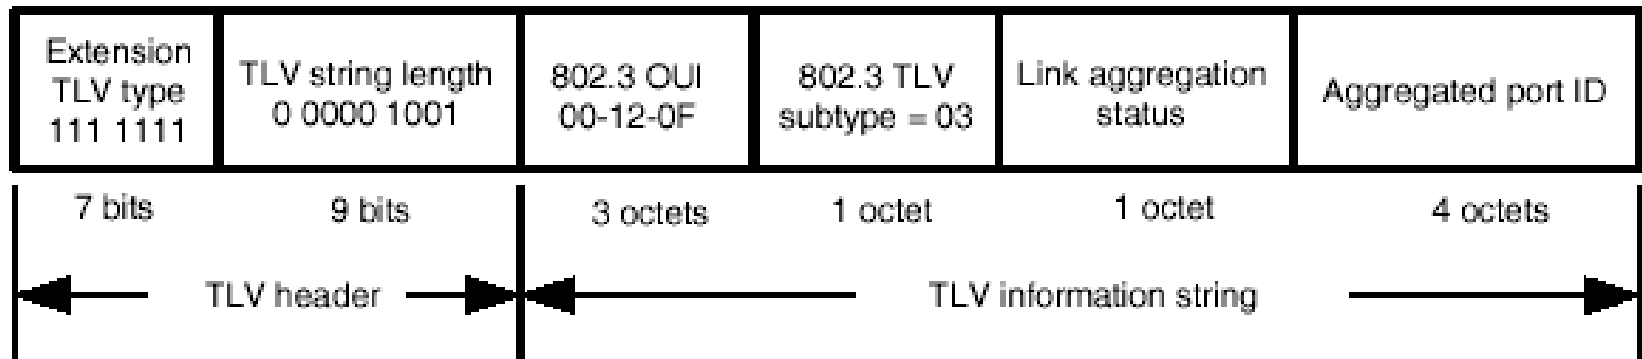 Extension
TLV type
111 1111
TLV string length
0 0000 1001
802.3 OUI
00-12-0F
802.3 TLV
subtype = 03
Link aggregation
status
Aggregated port ID
7 bits
9 bits
3 octets
1 octet
1 octet
4 octets
TLV header
TLV information string